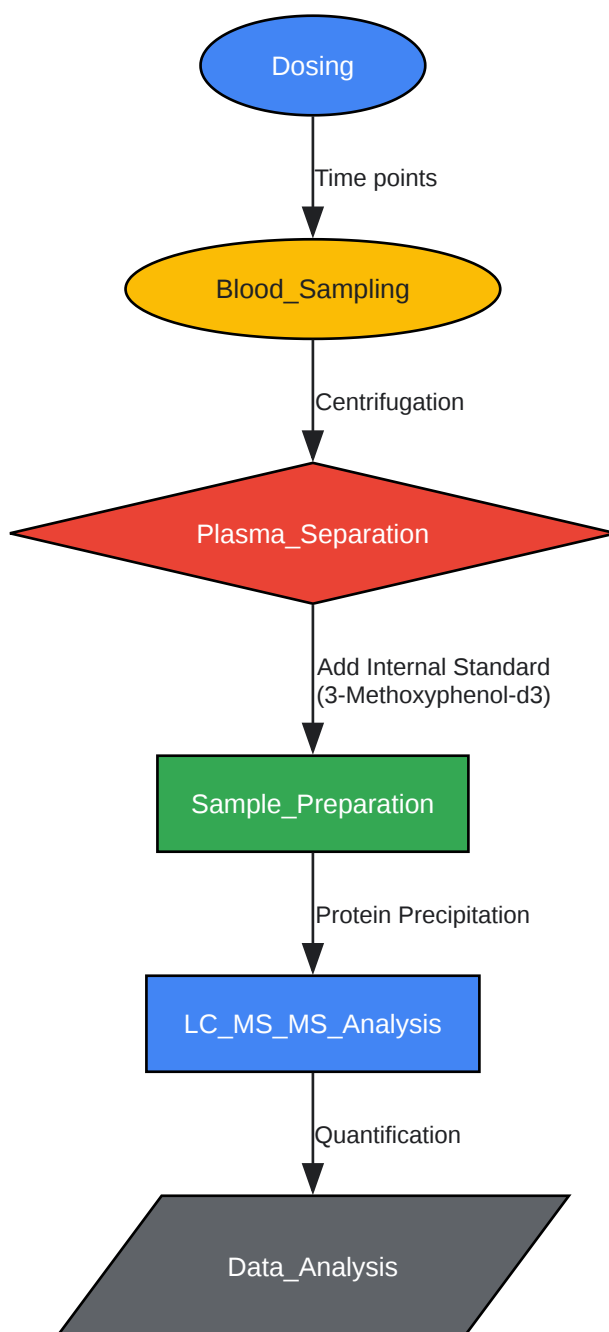 Dosing
Time points
Blood_Sampling
Centrifugation
Plasma_Separation
Add Internal Standard
(3-Methoxyphenol-d3)
Sample_Preparation
Protein Precipitation
LC_MS_MS_Analysis
Quantification
Data_Analysis